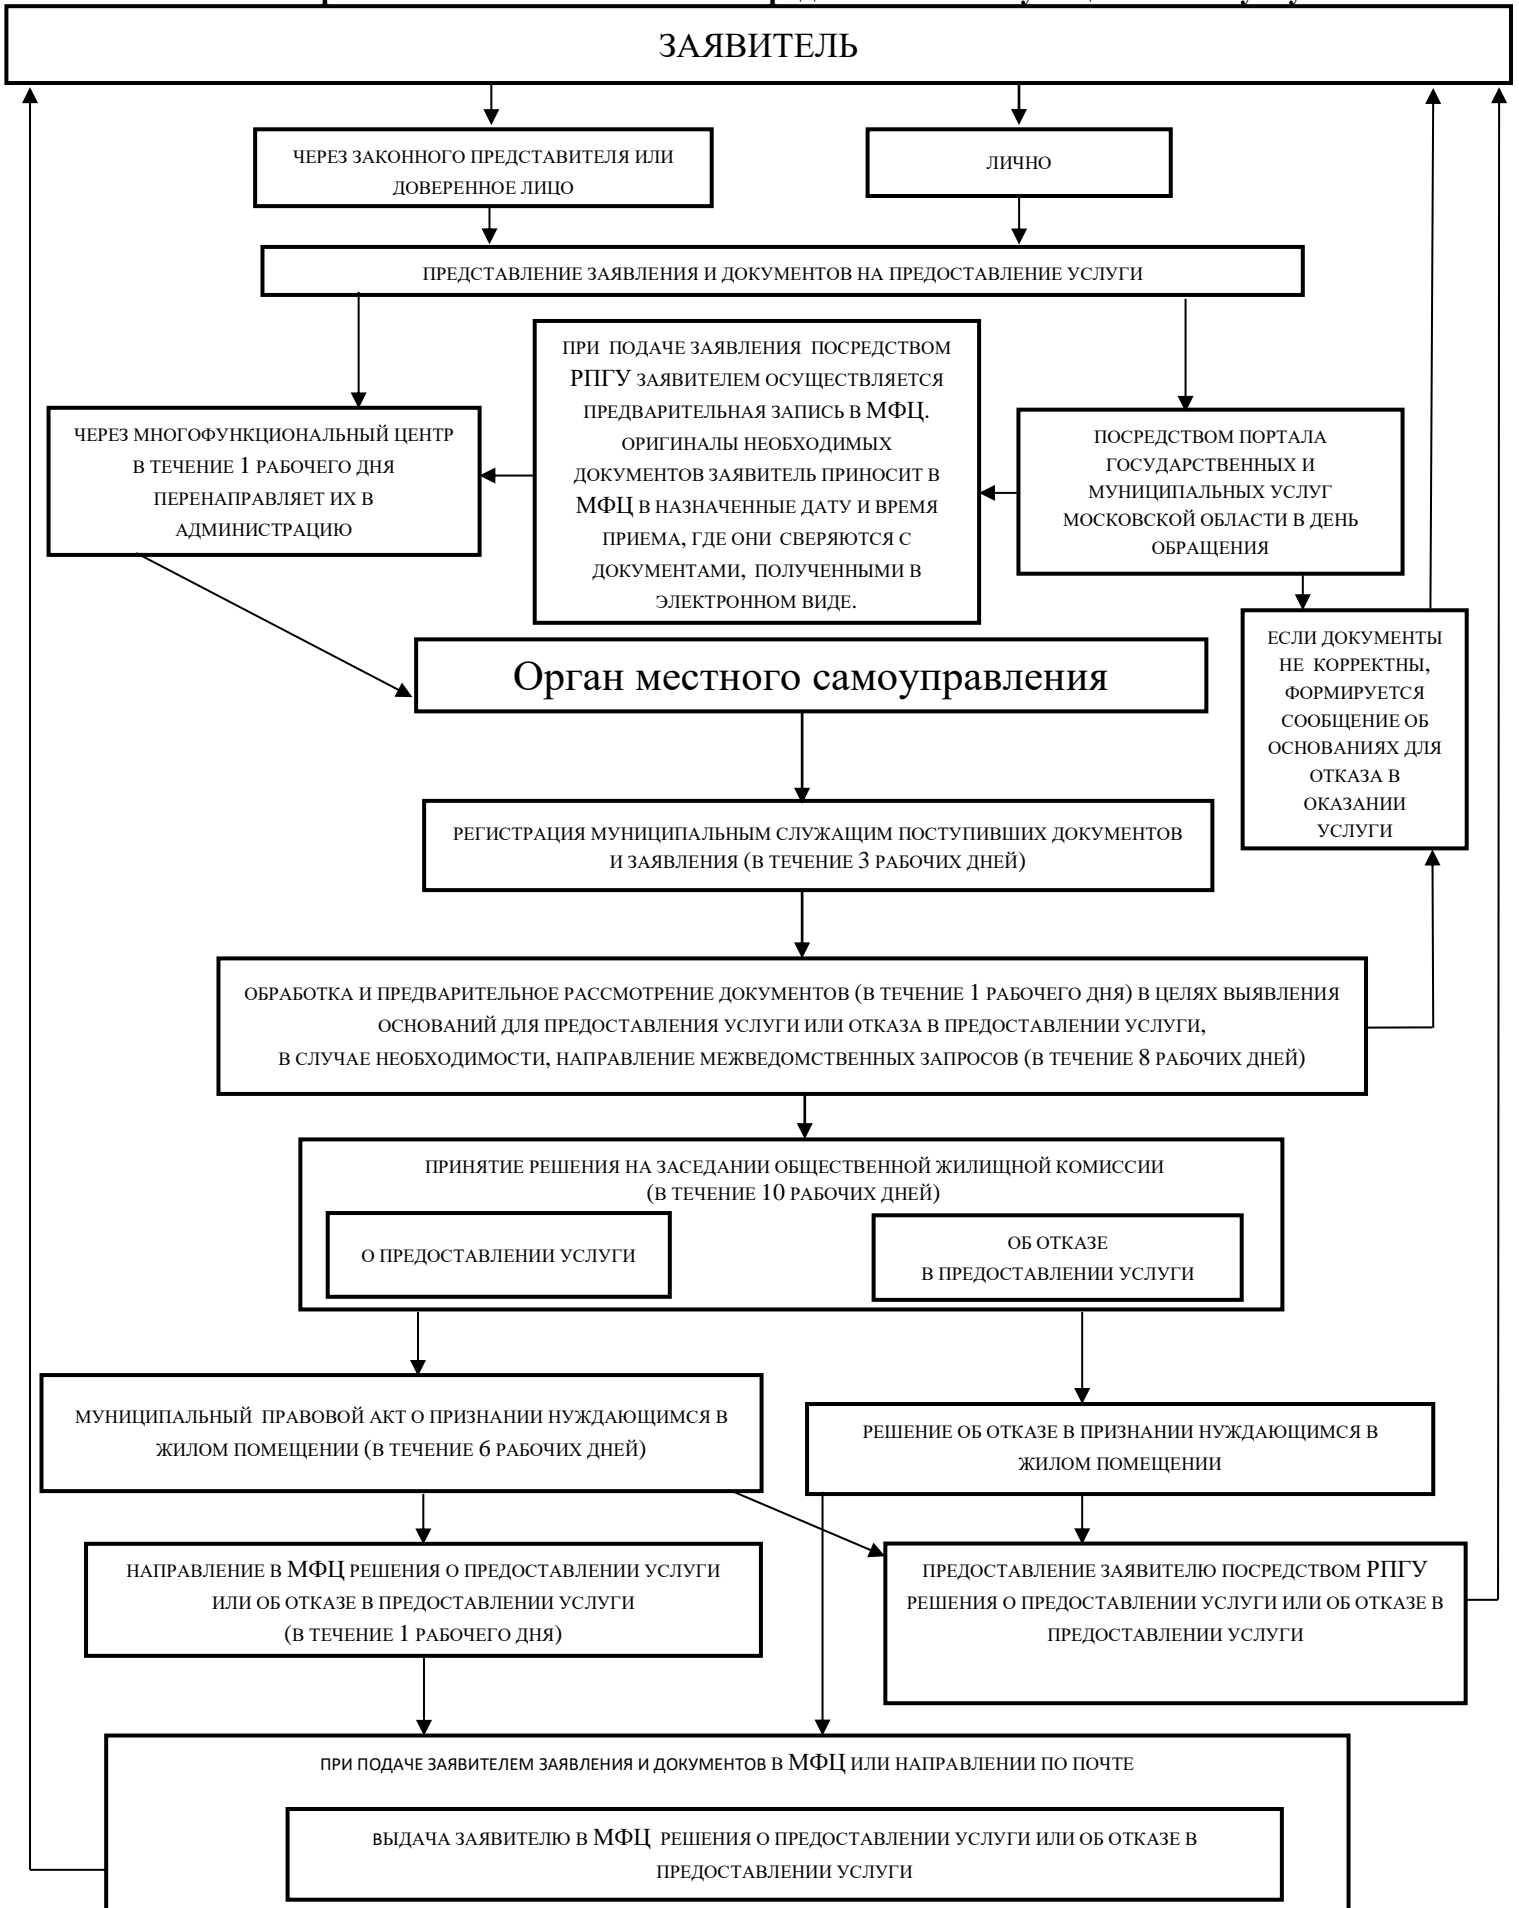 ЗАЯВИТЕЛЬ
ЧЕРЕЗ ЗАКОННОГО ПРЕДСТАВИТЕЛЯ ИЛИ
ДОВЕРЕННОЕ ЛИЦО
ЛИЧНО
ПРЕДСТАВЛЕНИЕ ЗАЯВЛЕНИЯ И ДОКУМЕНТОВ НА ПРЕДОСТАВЛЕНИЕ УСЛУГИ
ЧЕРЕЗ МНОГОФУНКЦИОНАЛЬНЫЙ ЦЕНТР
В ТЕЧЕНИЕ 1 РАБОЧЕГО ДНЯ
ПЕРЕНАПРАВЛЯЕТ ИХ В
АДМИНИСТРАЦИЮ
ПРИ ПОДАЧЕ ЗАЯВЛЕНИЯ ПОСРЕДСТВОМ
РПГУ ЗАЯВИТЕЛЕМ ОСУЩЕСТВЛЯЕТСЯ
ПРЕДВАРИТЕЛЬНАЯ ЗАПИСЬ В МФЦ.
ОРИГИНАЛЫ НЕОБХОДИМЫХ
ДОКУМЕНТОВ ЗАЯВИТЕЛЬ ПРИНОСИТ В
МФЦ В НАЗНАЧЕННЫЕ ДАТУ И ВРЕМЯ
ПРИЕМА, ГДЕ ОНИ СВЕРЯЮТСЯ С
ДОКУМЕНТАМИ, ПОЛУЧЕННЫМИ В
ЭЛЕКТРОННОМ ВИДЕ.
ПОСРЕДСТВОМ ПОРТАЛА
ГОСУДАРСТВЕННЫХ И
МУНИЦИПАЛЬНЫХ УСЛУГ
МОСКОВСКОЙ ОБЛАСТИ В ДЕНЬ
ОБРАЩЕНИЯ
ЕСЛИ ДОКУМЕНТЫ
НЕ КОРРЕКТНЫ,
ФОРМИРУЕТСЯ
СООБЩЕНИЕ ОБ
ОСНОВАНИЯХ ДЛЯ
ОТКАЗА В
ОКАЗАНИИ
УСЛУГИ
Орган местного самоуправления
РЕГИСТРАЦИЯ МУНИЦИПАЛЬНЫМ СЛУЖАЩИМ ПОСТУПИВШИХ ДОКУМЕНТОВ
И ЗАЯВЛЕНИЯ (В ТЕЧЕНИЕ 3 РАБОЧИХ ДНЕЙ)
ОБРАБОТКА И ПРЕДВАРИТЕЛЬНОЕ РАССМОТРЕНИЕ ДОКУМЕНТОВ (В ТЕЧЕНИЕ 1 РАБОЧЕГО ДНЯ) В ЦЕЛЯХ ВЫЯВЛЕНИЯ
ОСНОВАНИЙ ДЛЯ ПРЕДОСТАВЛЕНИЯ УСЛУГИ ИЛИ ОТКАЗА В ПРЕДОСТАВЛЕНИИ УСЛУГИ,
В СЛУЧАЕ НЕОБХОДИМОСТИ, НАПРАВЛЕНИЕ МЕЖВЕДОМСТВЕННЫХ ЗАПРОСОВ (В ТЕЧЕНИЕ 8 РАБОЧИХ ДНЕЙ)
ПРИНЯТИЕ РЕШЕНИЯ НА ЗАСЕДАНИИ ОБЩЕСТВЕННОЙ ЖИЛИЩНОЙ КОМИССИИ
(В ТЕЧЕНИЕ 10 РАБОЧИХ ДНЕЙ)
О ПРЕДОСТАВЛЕНИИ УСЛУГИ
ОБ ОТКАЗЕ
В ПРЕДОСТАВЛЕНИИ УСЛУГИ
МУНИЦИПАЛЬНЫЙ ПРАВОВОЙ АКТ О ПРИЗНАНИИ НУЖДАЮЩИМСЯ В
ЖИЛОМ ПОМЕЩЕНИИ (В ТЕЧЕНИЕ 6 РАБОЧИХ ДНЕЙ)
РЕШЕНИЕ ОБ ОТКАЗЕ В ПРИЗНАНИИ НУЖДАЮЩИМСЯ В
ЖИЛОМ ПОМЕЩЕНИИ
НАПРАВЛЕНИЕ В МФЦ РЕШЕНИЯ О ПРЕДОСТАВЛЕНИИ УСЛУГИ
ИЛИ ОБ ОТКАЗЕ В ПРЕДОСТАВЛЕНИИ УСЛУГИ
(В ТЕЧЕНИЕ 1 РАБОЧЕГО ДНЯ)
ПРЕДОСТАВЛЕНИЕ ЗАЯВИТЕЛЮ ПОСРЕДСТВОМ РПГУ
РЕШЕНИЯ О ПРЕДОСТАВЛЕНИИ УСЛУГИ ИЛИ ОБ ОТКАЗЕ В
ПРЕДОСТАВЛЕНИИ УСЛУГИ
ПРИ ПОДАЧЕ ЗАЯВИТЕЛЕМ ЗАЯВЛЕНИЯ И ДОКУМЕНТОВ В МФЦ ИЛИ НАПРАВЛЕНИИ ПО ПОЧТЕ
ВЫДАЧА ЗАЯВИТЕЛЮ В МФЦ РЕШЕНИЯ О ПРЕДОСТАВЛЕНИИ УСЛУГИ ИЛИ ОБ ОТКАЗЕ В
ПРЕДОСТАВЛЕНИИ УСЛУГИ